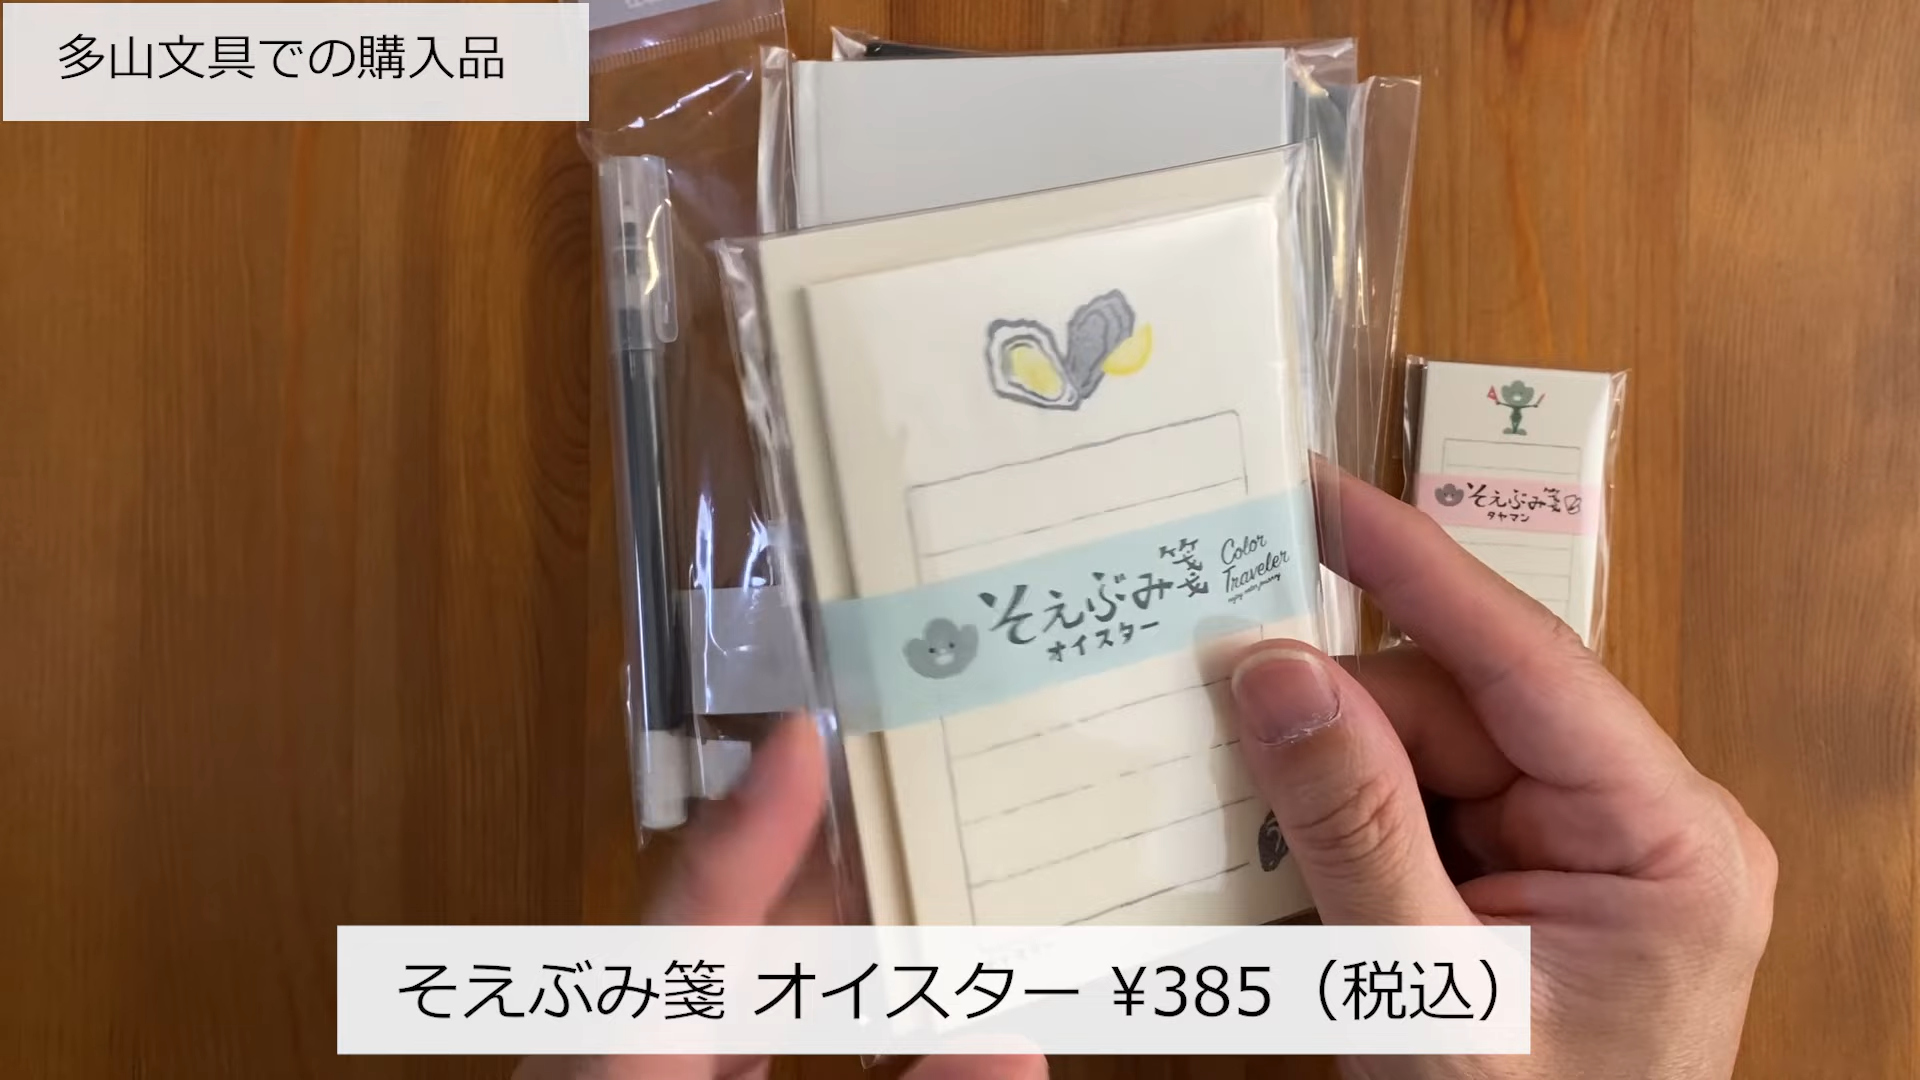 多山文具での購入品
そえぶみ箋
オイスター
Color
Traveler
そえぶみ箋
タヤマン
そえぶみ箋 オイスター ¥385（税込）